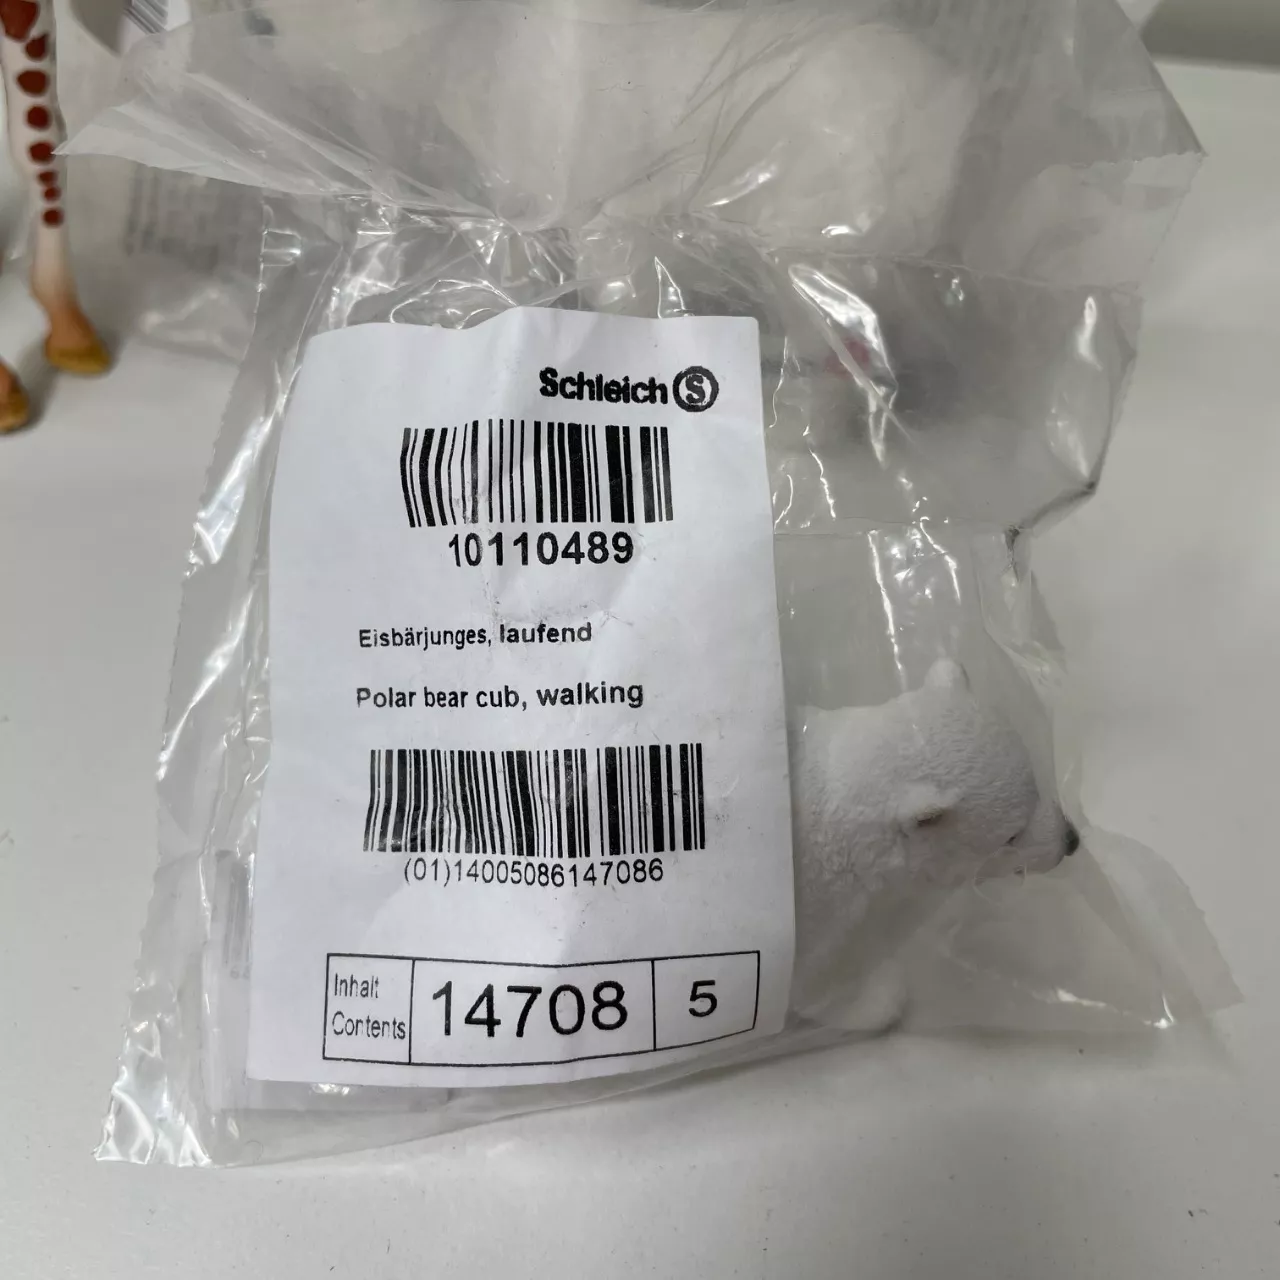 Schleich S
10110489
Eisbärjunges, laufend
Polar bear cub, walking
(01)14005086147086
Inhalt
Contents
14708
5